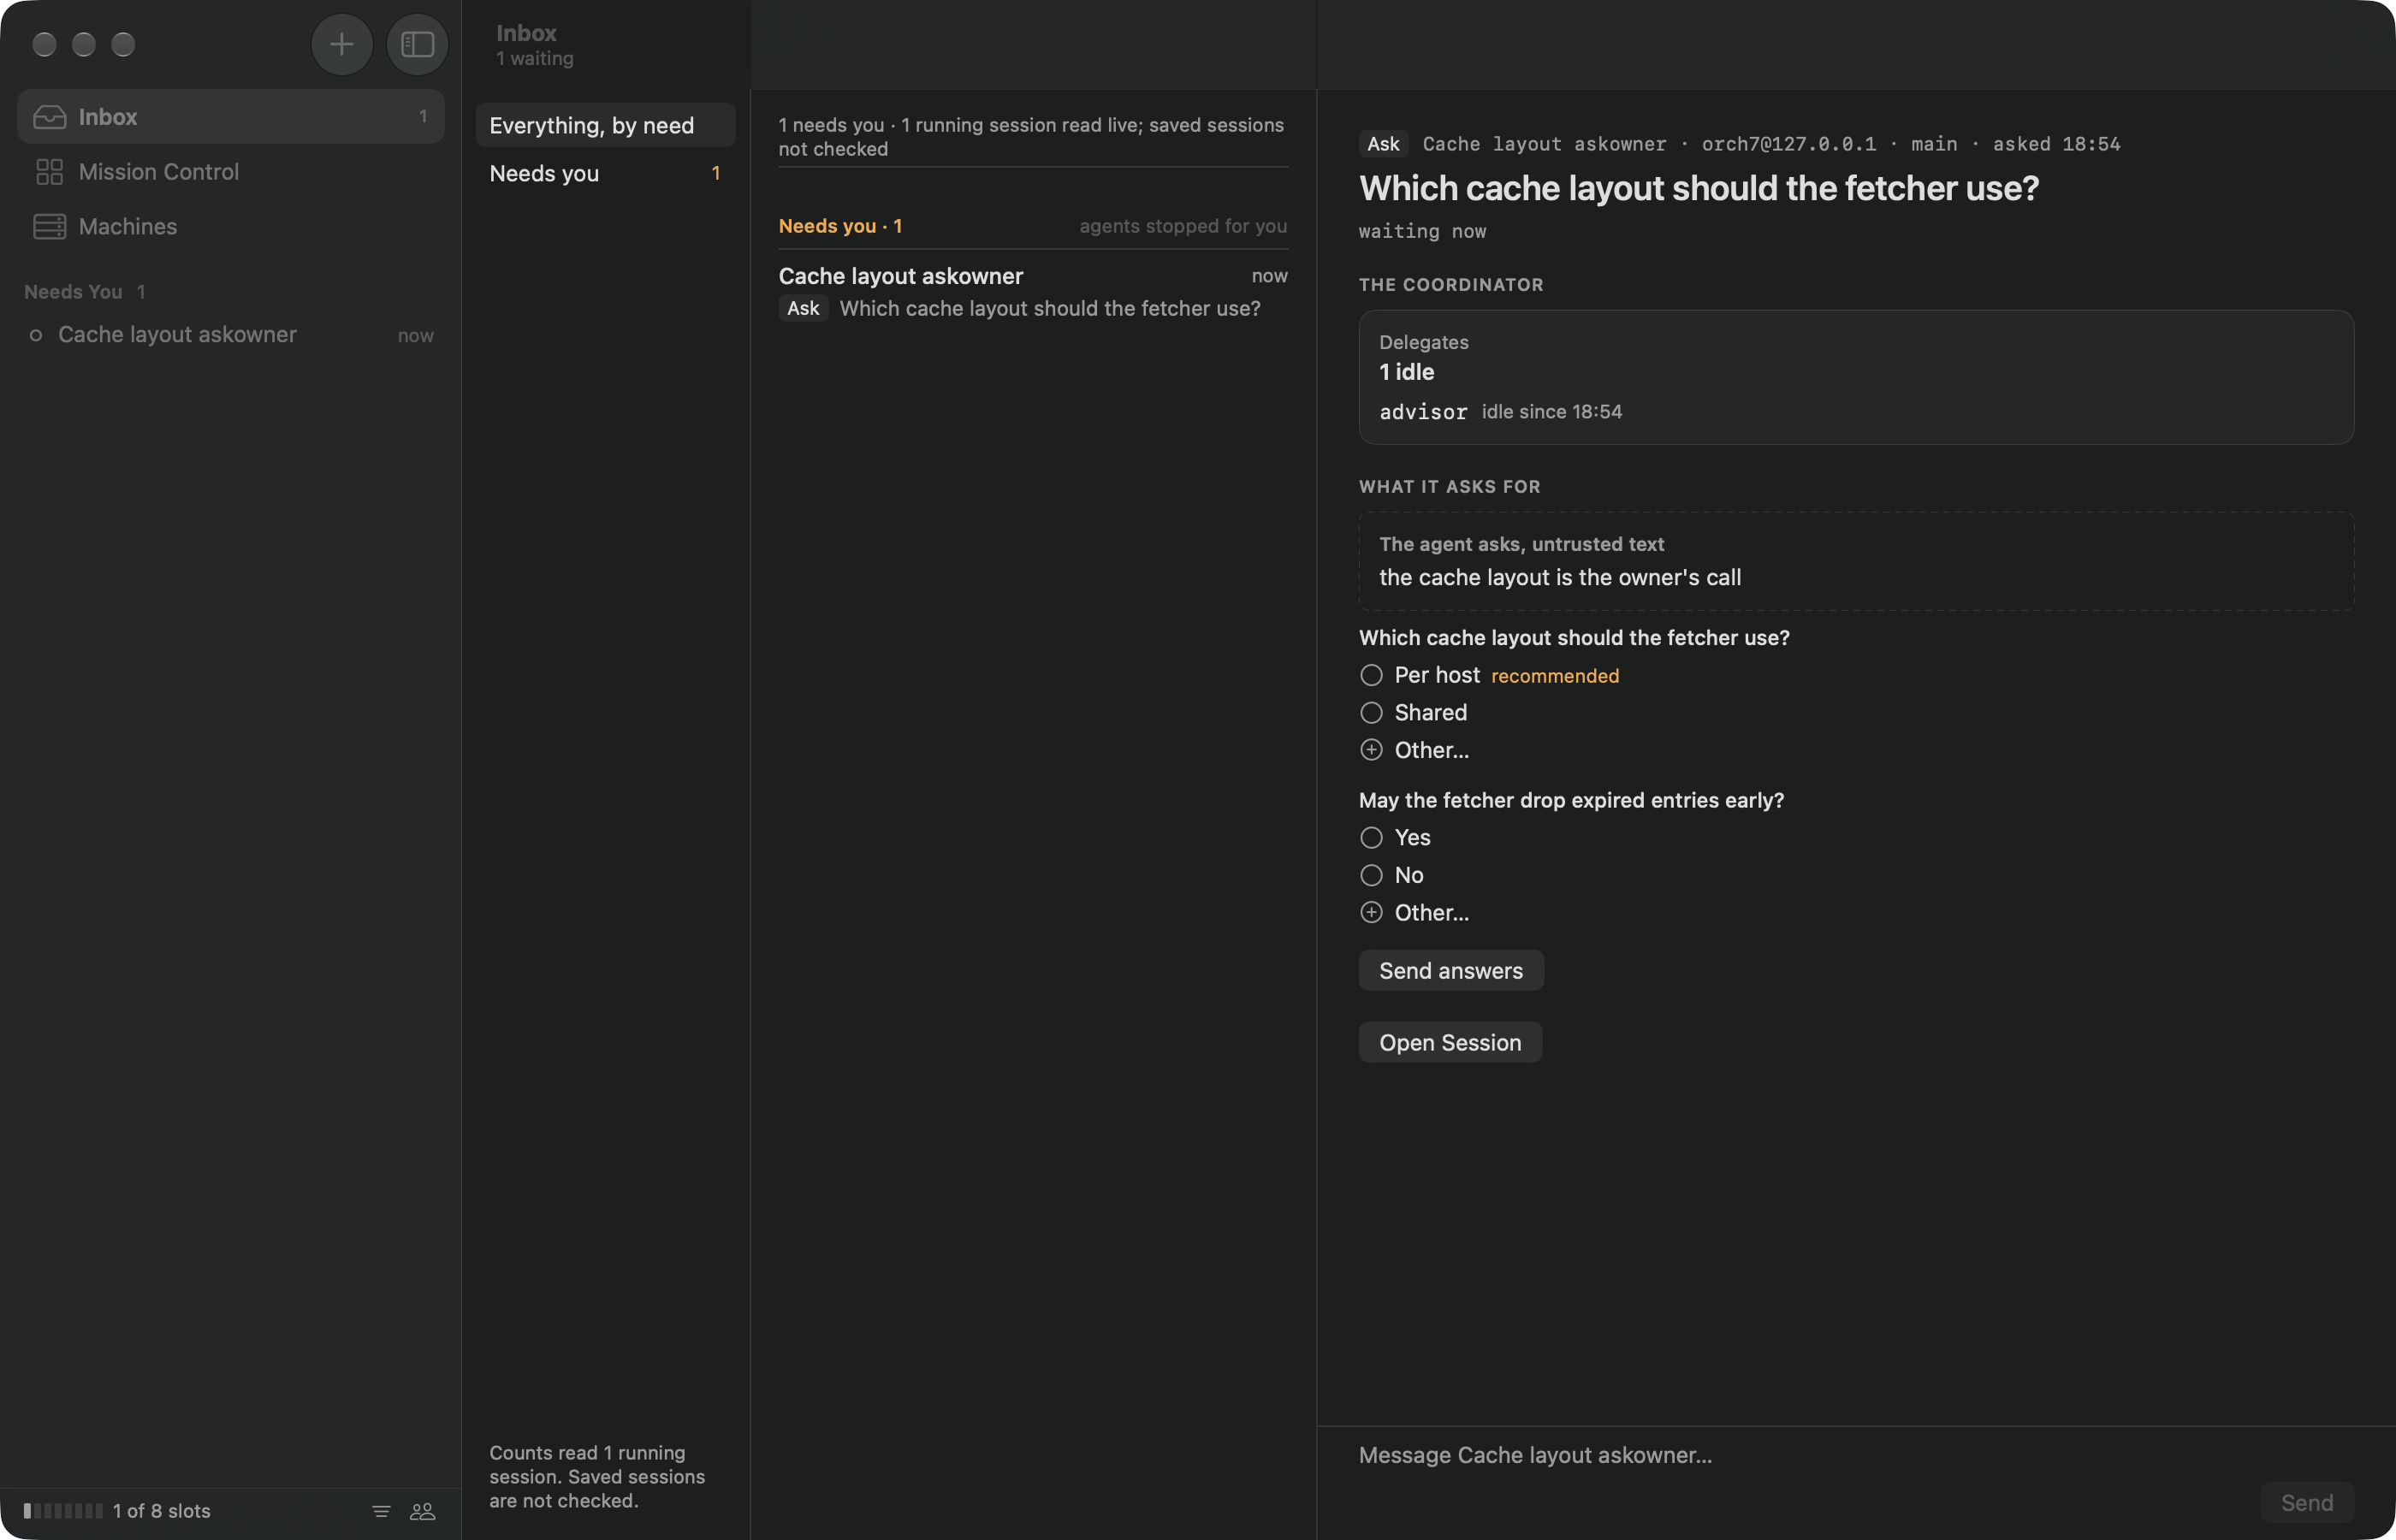 Inbox
1
Mission Control
Machines
Needs You 1
Cache layout askowner
now
1 of 8 slots
Inbox
1 waiting
Everything, by need
Needs you
1
Counts read 1 running
session. Saved sessions
are not checked.
1 needs you · 1 running session read live; saved sessions
not checked
Needs you · 1
agents stopped for you
Cache layout askowner
now
Ask Which cache layout should the fetcher use?
Ask Cache layout askowner · orch7@127.0.0.1 · main · asked 18:54
Which cache layout should the fetcher use?
waiting now
THE COORDINATOR
Delegates
1 idle
advisor idle since 18:54
WHAT IT ASKS FOR
The agent asks, untrusted text
the cache layout is the owner's call
Which cache layout should the fetcher use?
Per host recommended
Shared
Other...
May the fetcher drop expired entries early?
Yes
No
Other...
Send answers
Open Session
Message Cache layout askowner...
Send